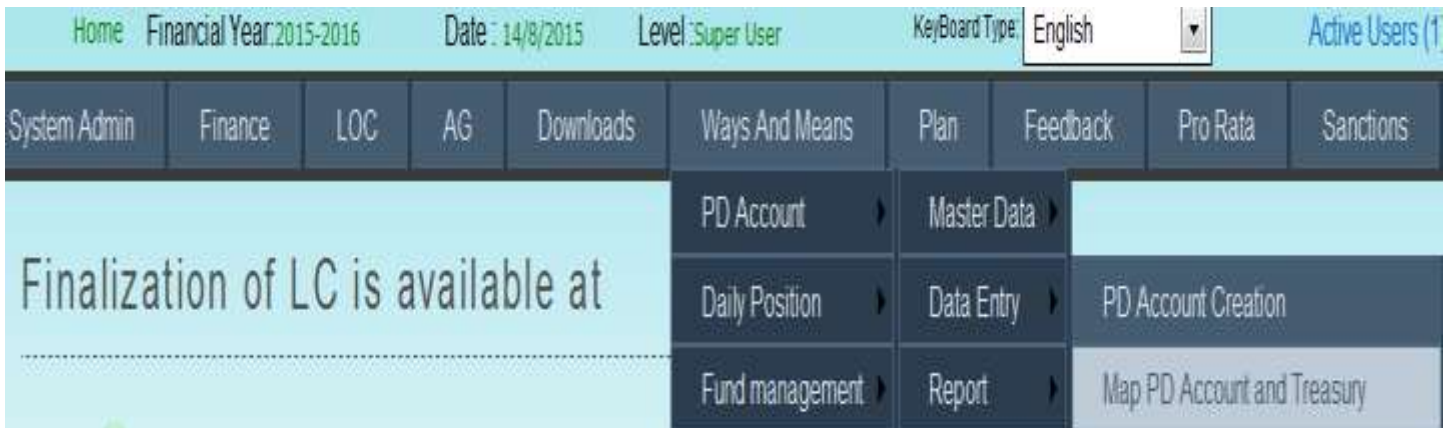 Home Financial Year:2015-2016 Date : 14/8/2015 Level :Super User KeyBoard Type: English Active Users (1
System Admin Finance LOC AG Downloads Ways And Means Plan Feedback Pro Rata Sanctions
PD Account Master Data
Finalization of LC is available at
Daily Position Data Entry PD Account Creation
Fund management Report Map PD Account and Treasury